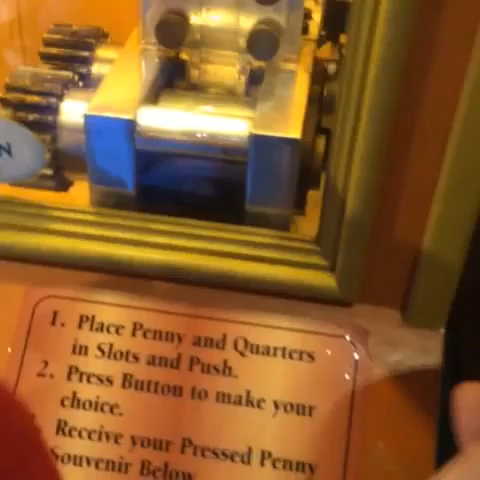 N
1. Place Penny and Quarters
in Slots and Push.
2. Press Button to make your
choice.
Receive your Pressed Penny
Souvenir Below